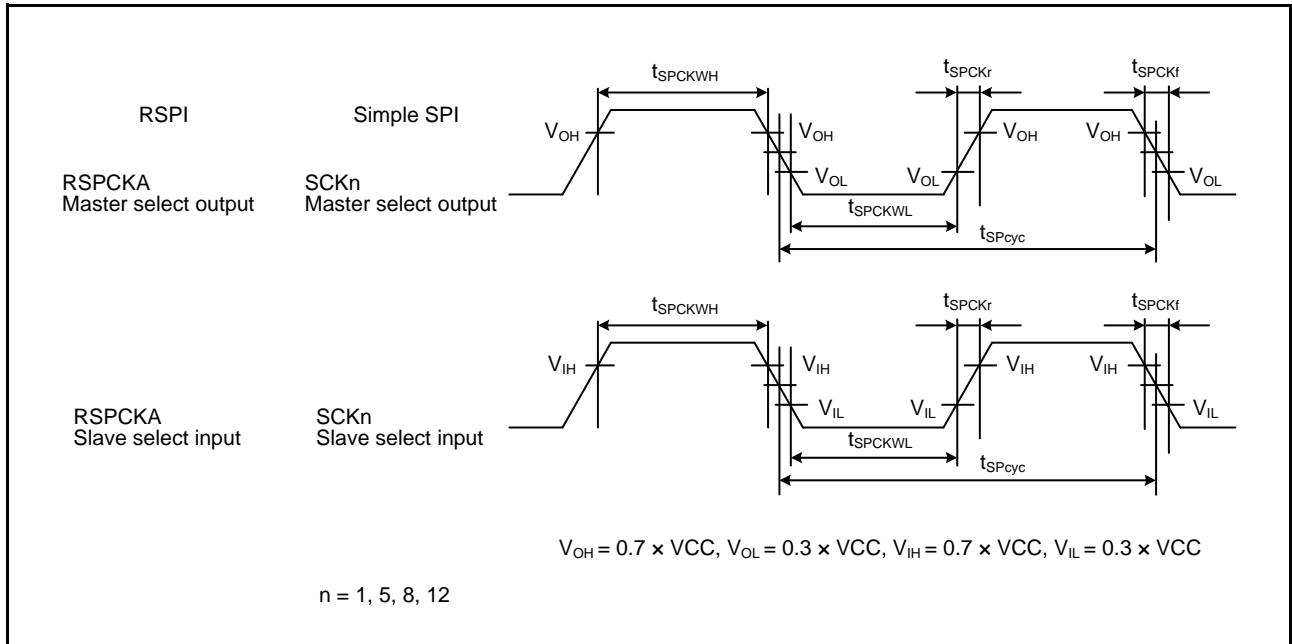 RSPI
Simple SPI
tSPCKWH
tSPCKr
tSPCKf
VOH
VOH
VOH
VOH
RSPCKA
Master select output
SCKn
Master select output
VOL
VOL
VOL
tSPCKWL
tSPcyc
tSPCKWH
tSPCKr
tSPCKf
VIH
VIH
VIH
VIH
RSPCKA
Slave select input
SCKn
Slave select input
VIL
VIL
VIL
tSPCKWL
tSPcyc
VOH = 0.7 × VCC, VOL = 0.3 × VCC, VIH = 0.7 × VCC, VIL = 0.3 × VCC
n = 1, 5, 8, 12